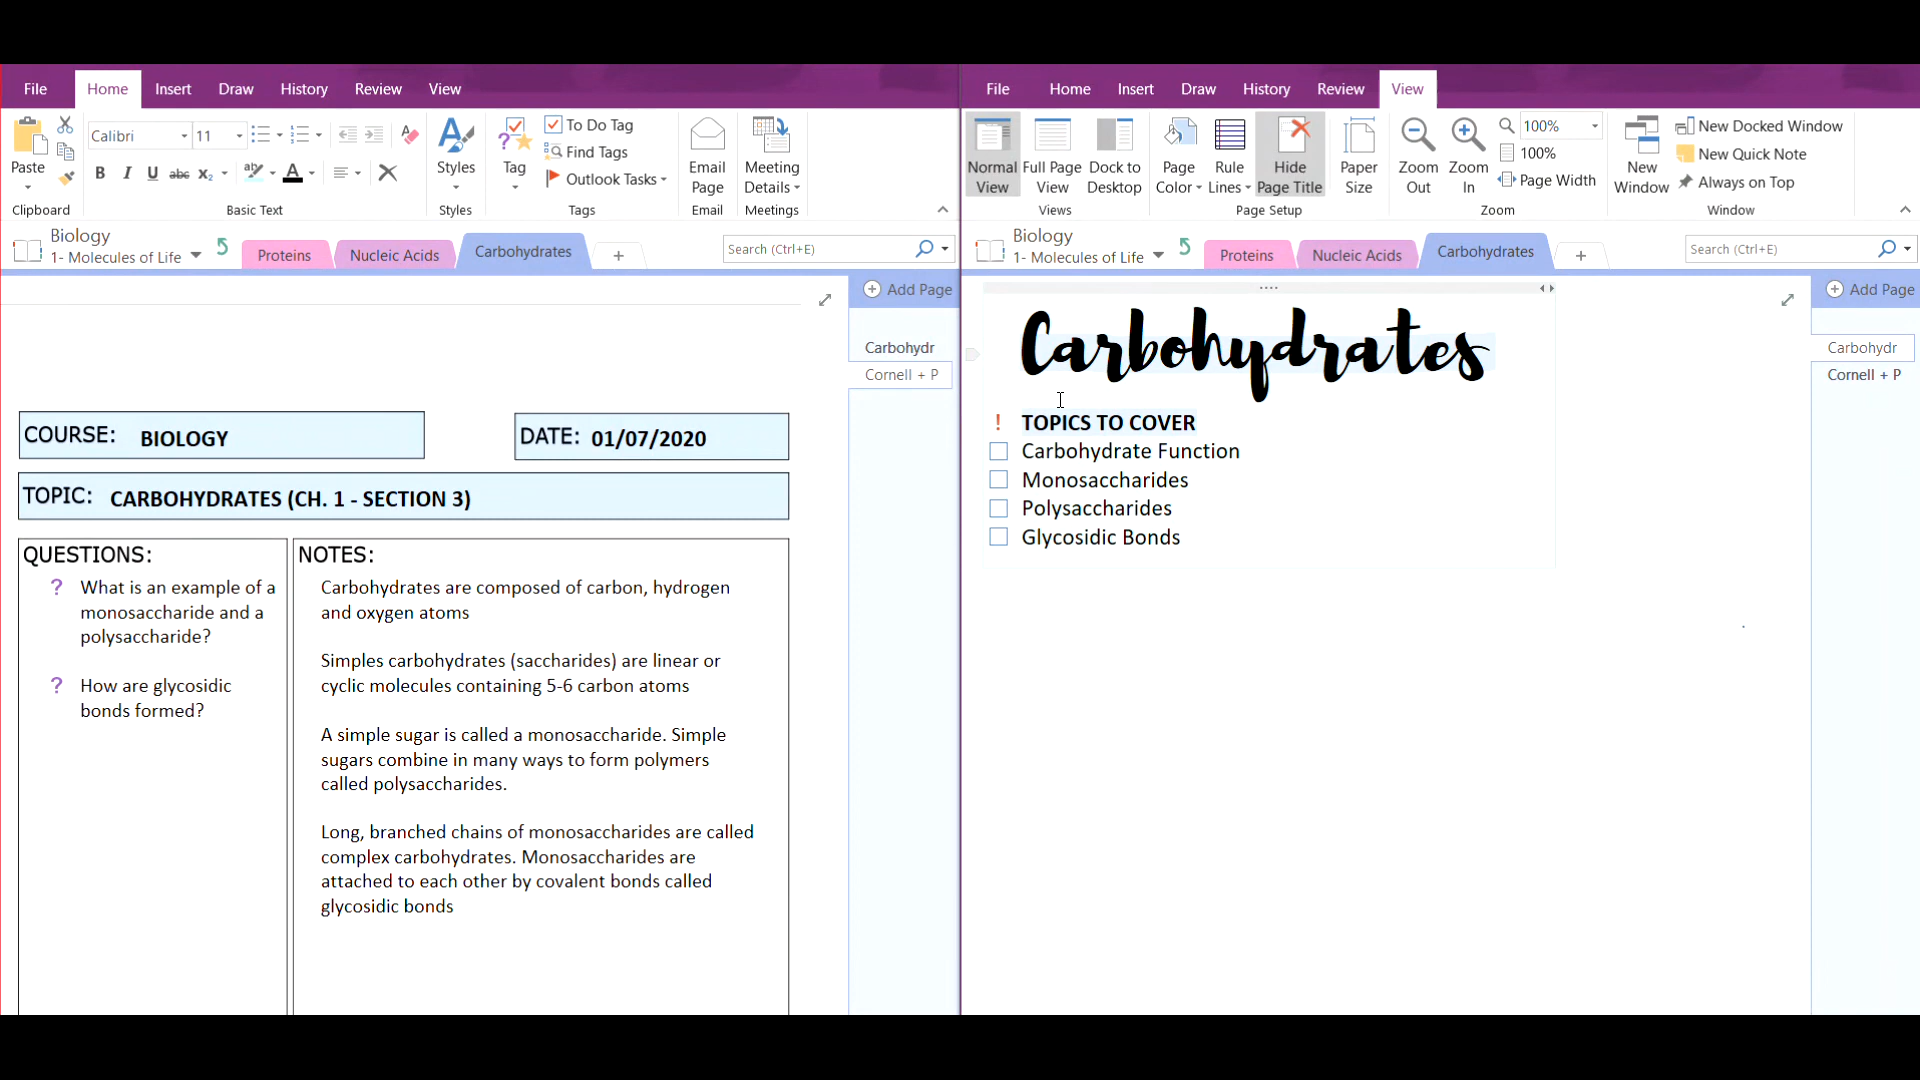 File Home Insert Draw History Review View
Paste
Clipboard
Calibri 11
B I U abc X₂ A
Basic Text
Styles
Styles
Tag
To Do Tag
Find Tags
Outlook Tasks
Tags
Email Page
Email
Meeting Details
Meetings
Biology
1- Molecules of Life
Proteins Nucleic Acids Carbohydrates +
Search (Ctrl+E)
Add Page
Carbohydr
Cornell + P
COURSE: BIOLOGY
DATE: 01/07/2020
TOPIC: CARBOHYDRATES (CH. 1 - SECTION 3)
QUESTIONS:
? What is an example of a
monosaccharide and a
polysaccharide?
? How are glycosidic
bonds formed?
NOTES:
Carbohydrates are composed of carbon, hydrogen
and oxygen atoms
Simples carbohydrates (saccharides) are linear or
cyclic molecules containing 5-6 carbon atoms
A simple sugar is called a monosaccharide. Simple
sugars combine in many ways to form polymers
called polysaccharides.
Long, branched chains of monosaccharides are called
complex carbohydrates. Monosaccharides are
attached to each other by covalent bonds called
glycosidic bonds
File Home Insert Draw History Review View
Normal View
Full Page View
Dock to Desktop
Views
Page Color
Rule Lines
Hide Page Title
Paper Size
Page Setup
Zoom Out
Zoom In
100%
100%
Page Width
Zoom
New Window
New Docked Window
New Quick Note
Always on Top
Window
Biology
1- Molecules of Life
Proteins Nucleic Acids Carbohydrates +
Search (Ctrl+E)
Add Page
Carbohydr
Cornell + P
Carbohydrates
! TOPICS TO COVER
Carbohydrate Function
Monosaccharides
Polysaccharides
Glycosidic Bonds